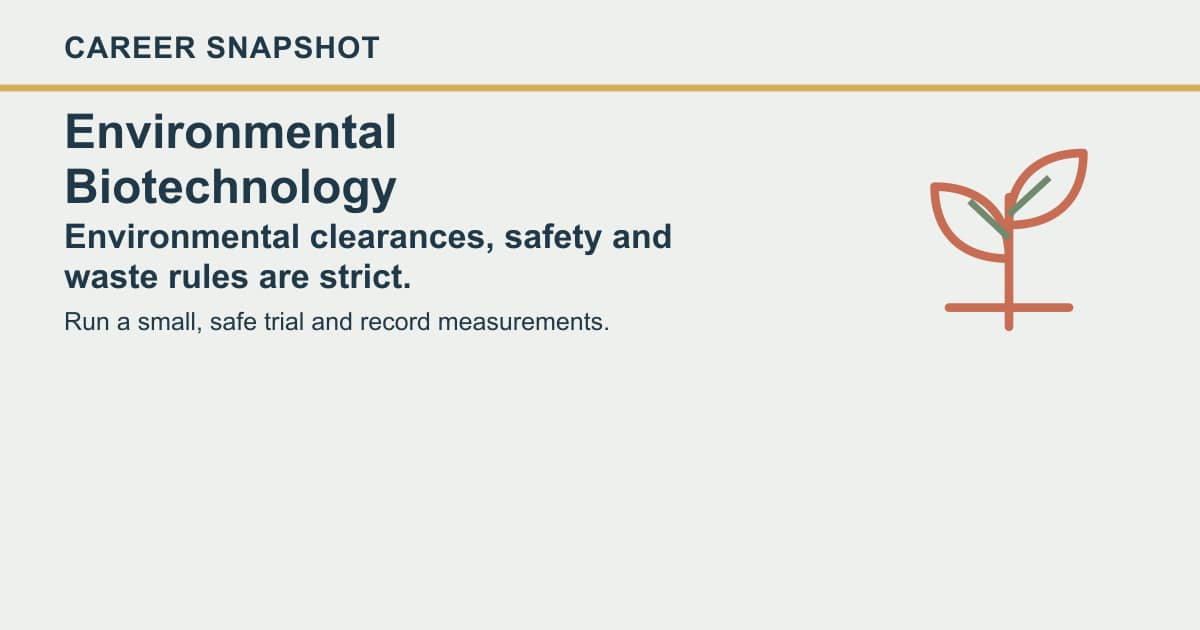 CAREER SNAPSHOT
Environmental
Biotechnology
Environmental clearances, safety and
waste rules are strict.
Run a small, safe trial and record measurements.